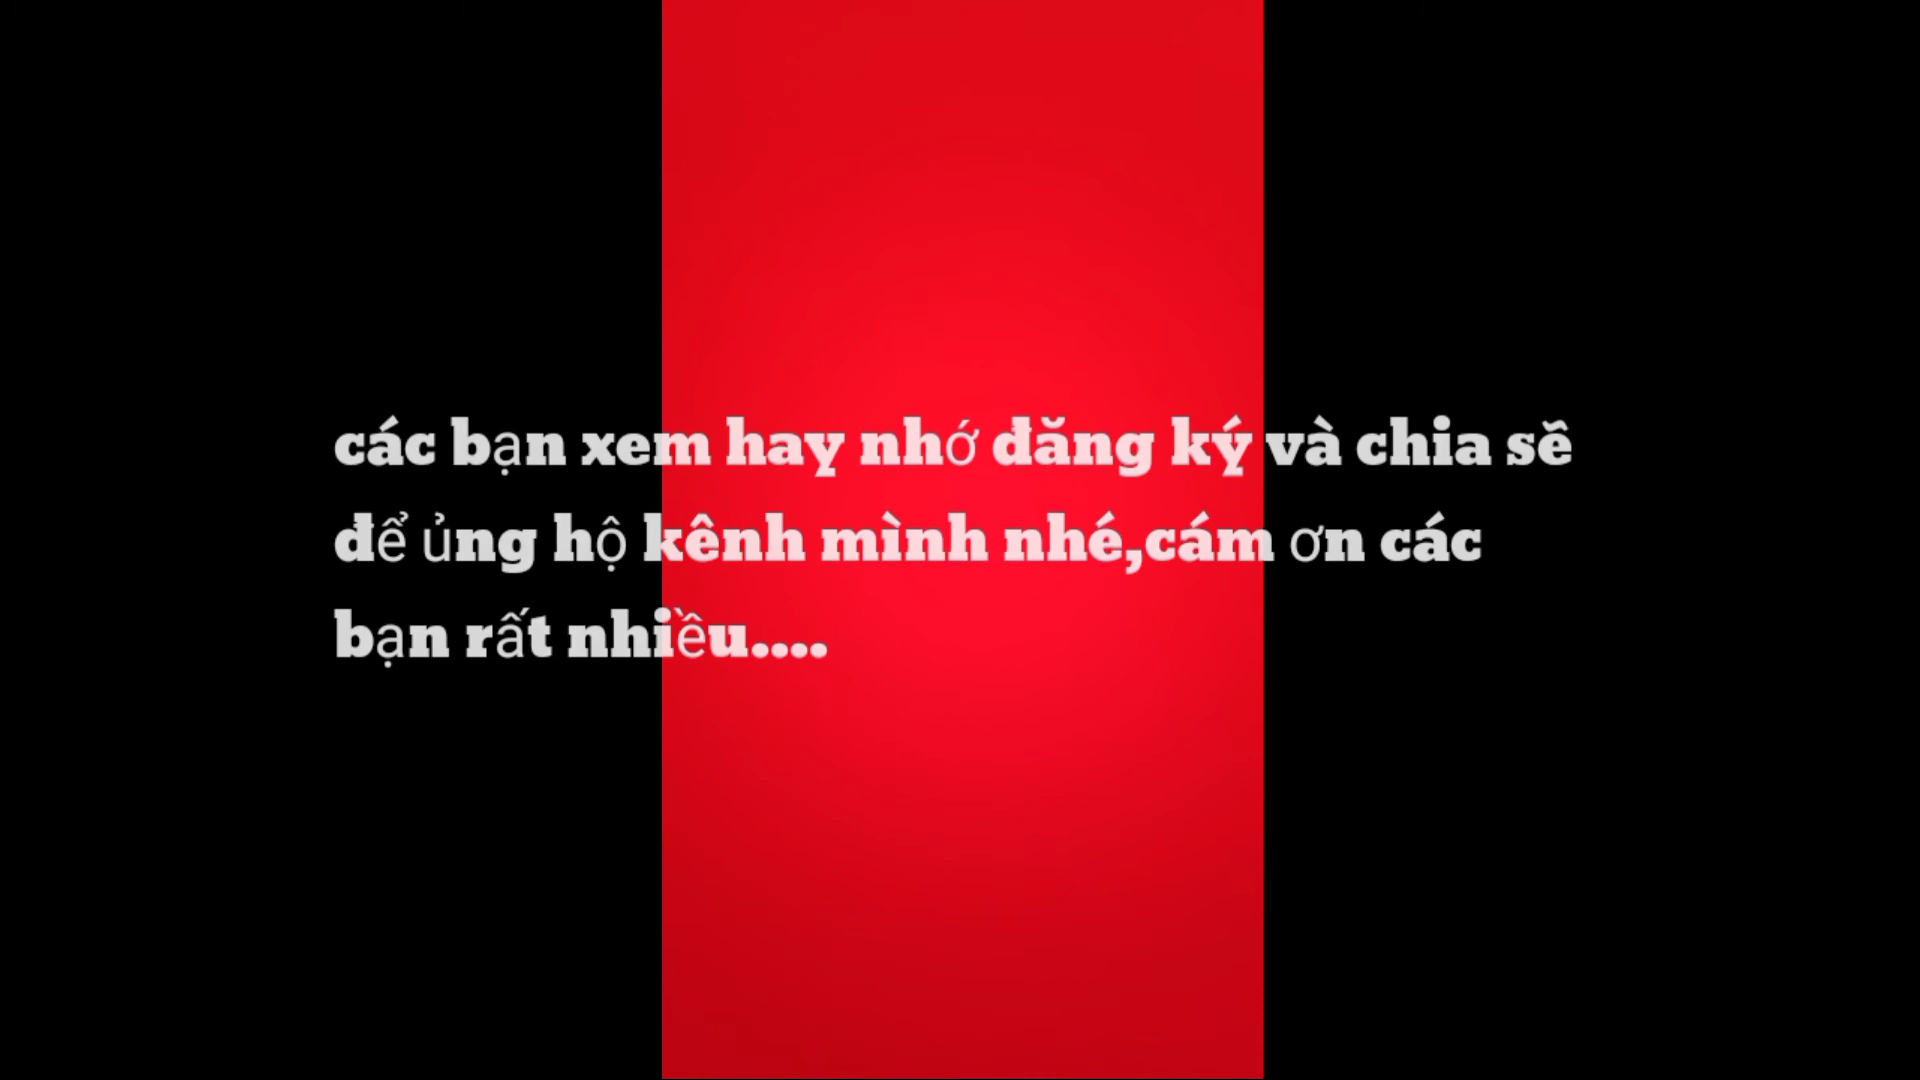 các bạn xem hay nhớ đăng ký và chia sẽ
để ủng hộ kênh mình nhé,cám ơn các
bạn rất nhiều....